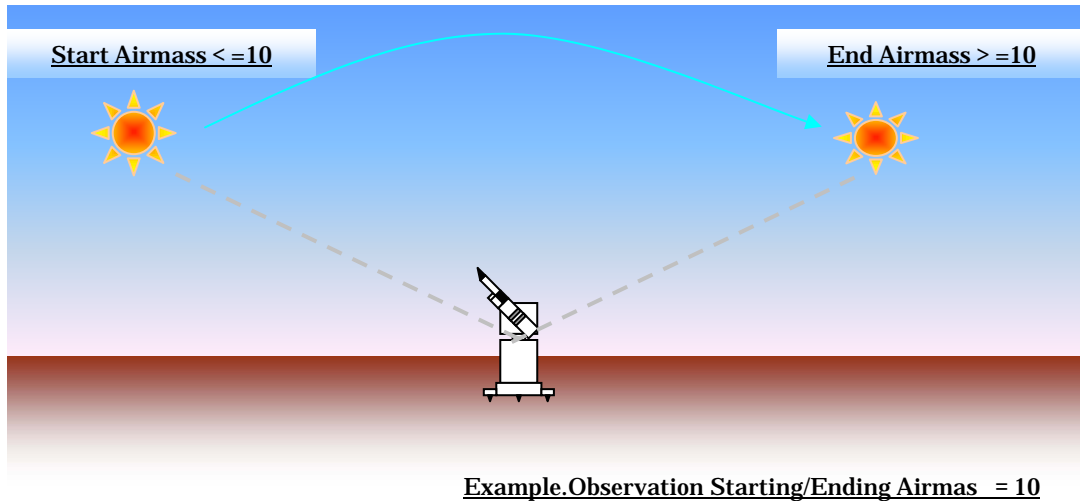 Start Airmass < =10
End Airmass > =10
Example.Observation Starting/Ending Airmas = 10